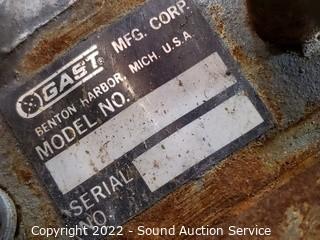 GAST®
MFG. CORP.
BENTON HARBOR, MICH. U.S.A.
MODEL NO.
SERIAL
NO.
Copyright 2022 - Sound Auction Service